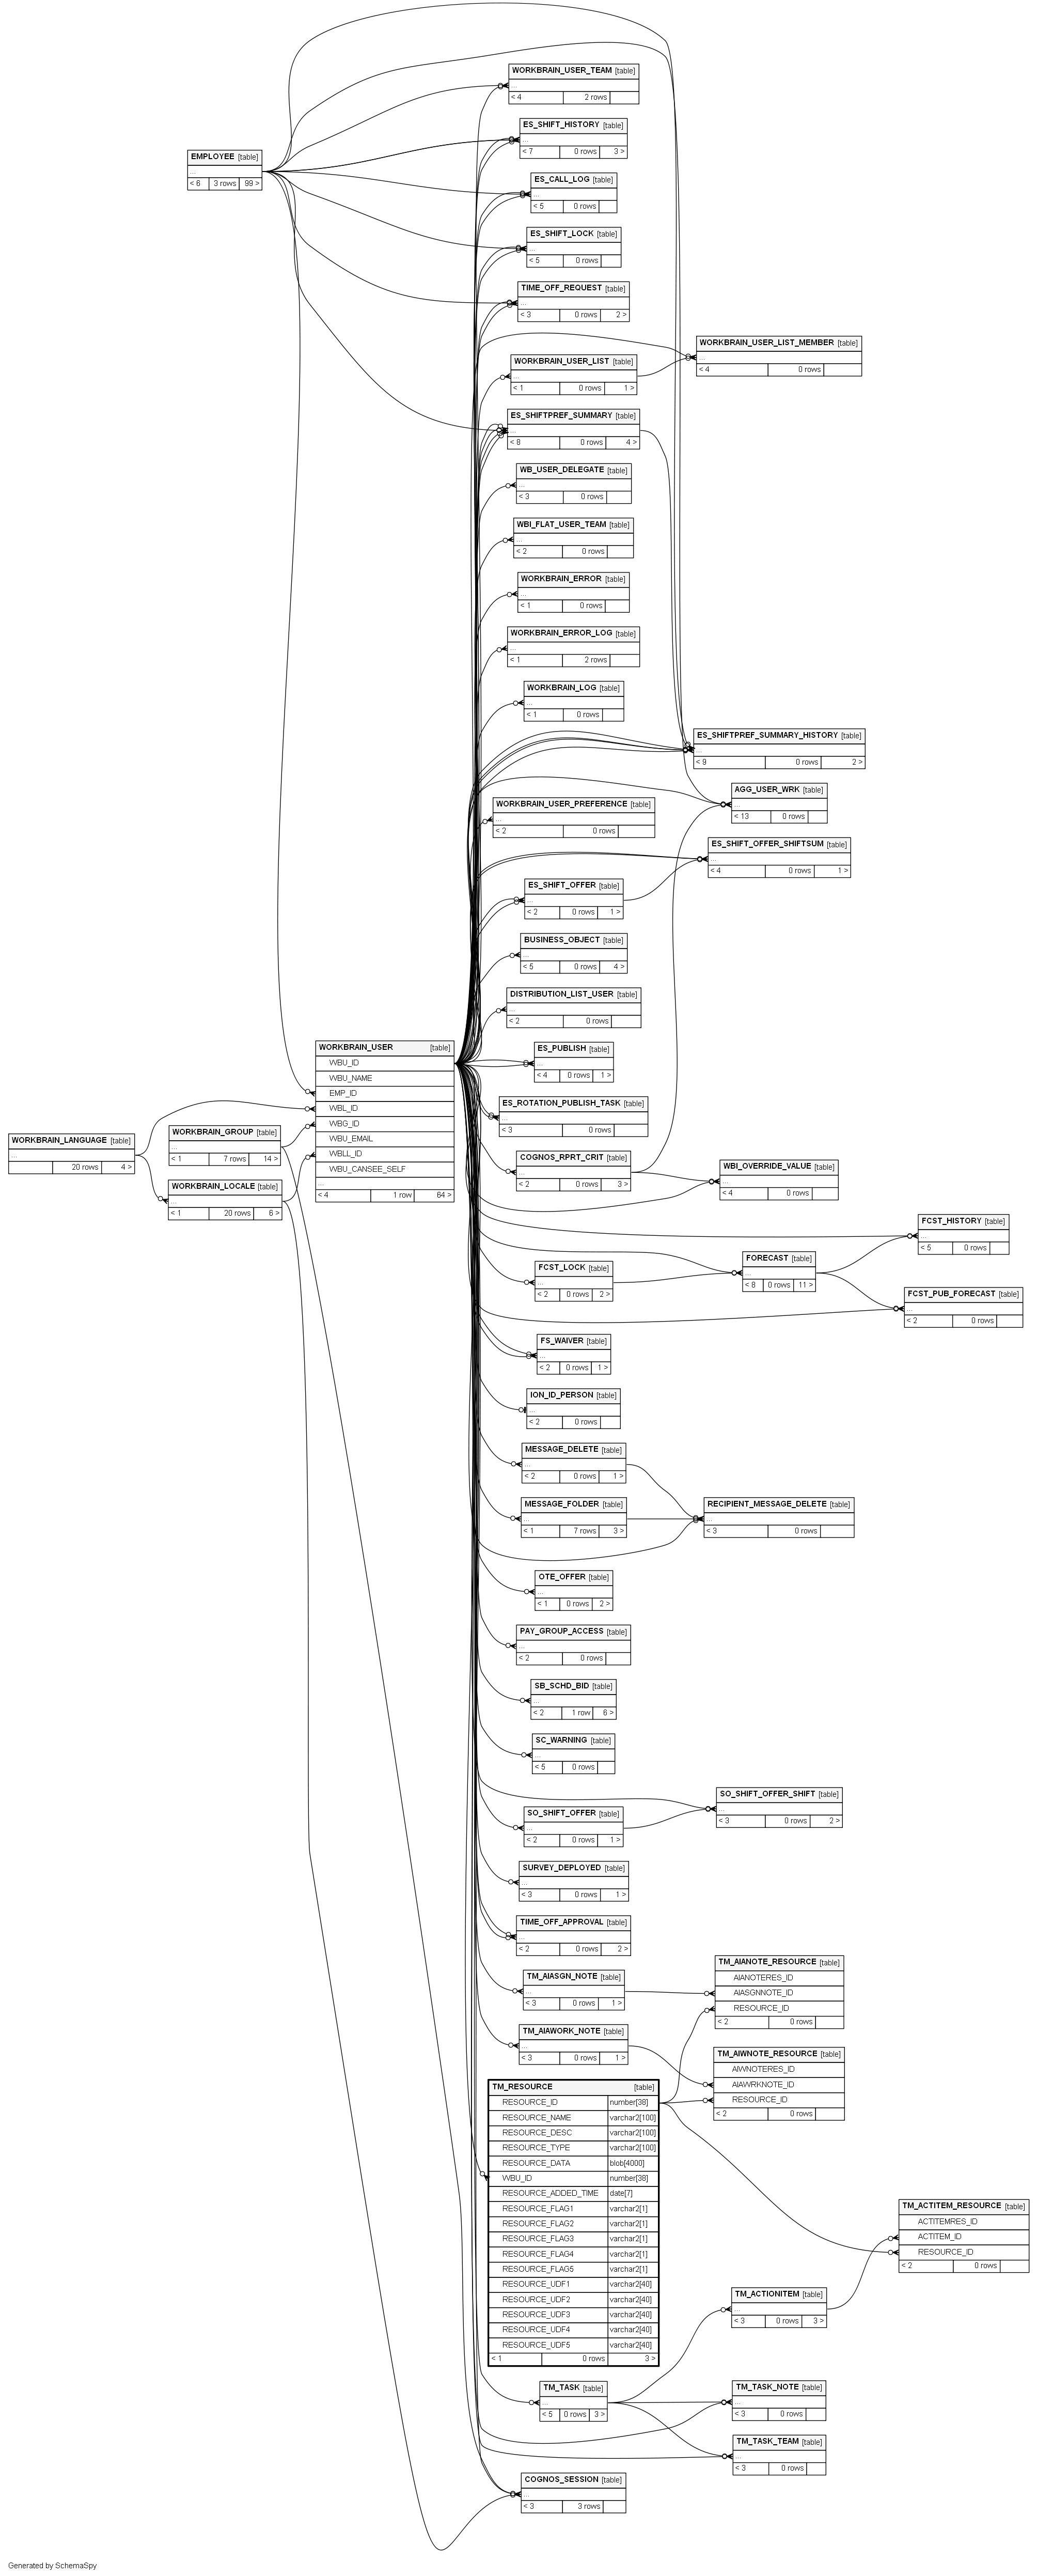 WORKBRAIN_USER_TEAM [table]
...
< 4 2 rows
ES_SHIFT_HISTORY [table]
...
< 7 0 rows 3 >
EMPLOYEE [table]
...
< 6 3 rows 99 >
ES_CALL_LOG [table]
...
< 5 0 rows
ES_SHIFT_LOCK [table]
...
< 5 0 rows
TIME_OFF_REQUEST [table]
...
< 3 0 rows 2 >
WORKBRAIN_USER_LIST_MEMBER [table]
...
< 4 0 rows
WORKBRAIN_USER_LIST [table]
...
< 1 0 rows 1 >
ES_SHIFTPREF_SUMMARY [table]
...
< 8 0 rows 4 >
WB_USER_DELEGATE [table]
...
< 3 0 rows
WBI_FLAT_USER_TEAM [table]
...
< 2 0 rows
WORKBRAIN_ERROR [table]
...
< 1 0 rows
WORKBRAIN_ERROR_LOG [table]
...
< 1 2 rows
WORKBRAIN_LOG [table]
...
< 1 0 rows
ES_SHIFTPREF_SUMMARY_HISTORY [table]
...
< 9 0 rows 2 >
AGG_USER_WRK [table]
...
< 13 0 rows
WORKBRAIN_USER_PREFERENCE [table]
...
< 2 0 rows
ES_SHIFT_OFFER_SHIFTSUM [table]
...
< 4 0 rows 1 >
ES_SHIFT_OFFER [table]
...
< 2 0 rows 1 >
BUSINESS_OBJECT [table]
...
< 5 0 rows 4 >
DISTRIBUTION_LIST_USER [table]
...
< 2 0 rows
ES_PUBLISH [table]
...
< 4 0 rows 1 >
WORKBRAIN_USER [table]
WBU_ID
WBU_NAME
EMP_ID
WBL_ID
WBG_ID
WBU_EMAIL
WBLL_ID
WBU_CANSEE_SELF
...
< 4 1 row 64 >
ES_ROTATION_PUBLISH_TASK [table]
...
< 3 0 rows
WORKBRAIN_LANGUAGE [table]
...
20 rows 4 >
WORKBRAIN_GROUP [table]
...
< 1 7 rows 14 >
WORKBRAIN_LOCALE [table]
...
< 1 20 rows 6 >
COGNOS_RPRT_CRIT [table]
...
< 2 0 rows 3 >
WBI_OVERRIDE_VALUE [table]
...
< 4 0 rows
FCST_HISTORY [table]
...
< 5 0 rows
FORECAST [table]
...
< 8 0 rows 11 >
FCST_LOCK [table]
...
< 2 0 rows 2 >
FCST_PUB_FORECAST [table]
...
< 2 0 rows
FS_WAIVER [table]
...
< 2 0 rows 1 >
ION_ID_PERSON [table]
...
< 2 0 rows
MESSAGE_DELETE [table]
...
< 2 0 rows 1 >
MESSAGE_FOLDER [table]
...
< 1 7 rows 3 >
RECIPIENT_MESSAGE_DELETE [table]
...
< 3 0 rows
OTE_OFFER [table]
...
< 1 0 rows 2 >
PAY_GROUP_ACCESS [table]
...
< 2 0 rows
SB_SCHD_BID [table]
...
< 2 1 row 6 >
SC_WARNING [table]
...
< 5 0 rows
SO_SHIFT_OFFER_SHIFT [table]
...
< 3 0 rows 2 >
SO_SHIFT_OFFER [table]
...
< 2 0 rows 1 >
SURVEY_DEPLOYED [table]
...
< 3 0 rows 1 >
TIME_OFF_APPROVAL [table]
...
< 2 0 rows 2 >
TM_AIASGN_NOTE [table]
...
< 3 0 rows 1 >
TM_AIANOTE_RESOURCE [table]
AIANOTERES_ID
AIASGNNOTE_ID
RESOURCE_ID
< 2 0 rows
TM_AIAWORK_NOTE [table]
...
< 3 0 rows 1 >
TM_AIWNOTE_RESOURCE [table]
AIWNOTERES_ID
AIAWRKNOTE_ID
RESOURCE_ID
< 2 0 rows
TM_RESOURCE [table]
RESOURCE_ID number[38]
RESOURCE_NAME varchar2[100]
RESOURCE_DESC varchar2[100]
RESOURCE_TYPE varchar2[100]
RESOURCE_DATA blob[4000]
WBU_ID number[38]
RESOURCE_ADDED_TIME date[7]
RESOURCE_FLAG1 varchar2[1]
RESOURCE_FLAG2 varchar2[1]
RESOURCE_FLAG3 varchar2[1]
RESOURCE_FLAG4 varchar2[1]
RESOURCE_FLAG5 varchar2[1]
RESOURCE_UDF1 varchar2[40]
RESOURCE_UDF2 varchar2[40]
RESOURCE_UDF3 varchar2[40]
RESOURCE_UDF4 varchar2[40]
RESOURCE_UDF5 varchar2[40]
< 1 0 rows 3 >
TM_ACTITEM_RESOURCE [table]
ACTITEMRES_ID
ACTITEM_ID
RESOURCE_ID
< 2 0 rows
TM_ACTIONITEM [table]
...
< 3 0 rows 3 >
TM_TASK [table]
...
< 5 0 rows 3 >
TM_TASK_NOTE [table]
...
< 3 0 rows
TM_TASK_TEAM [table]
...
< 3 0 rows
COGNOS_SESSION [table]
...
< 3 3 rows
Generated by SchemaSpy